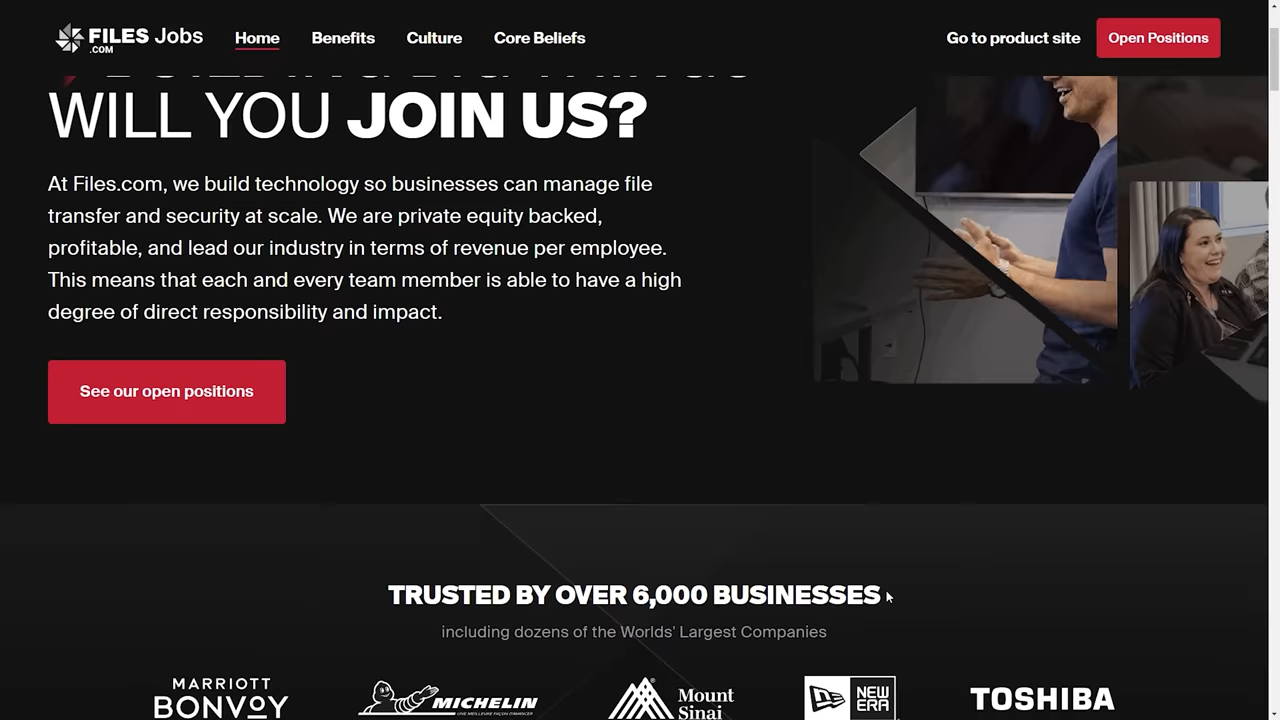 FILES Jobs
.COM
Home
Benefits
Culture
Core Beliefs
Go to product site
Open Positions
BUILDING BIG THINGS
WILL YOU JOIN US?
At Files.com, we build technology so businesses can manage file
transfer and security at scale. We are private equity backed,
profitable, and lead our industry in terms of revenue per employee.
This means that each and every team member is able to have a high
degree of direct responsibility and impact.
See our open positions
TRUSTED BY OVER 6,000 BUSINESSES
including dozens of the Worlds' Largest Companies
MARRIOTT
BONVOY
MICHELIN
Mount
Sinai
NEW
ERA
TOSHIBA